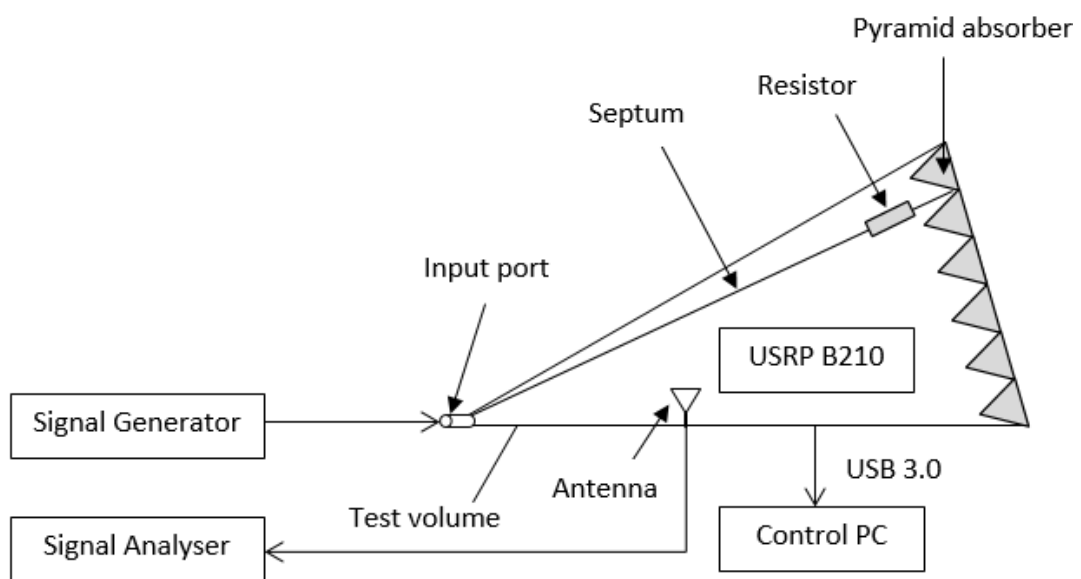 Pyramid absorber
Resistor
Septum
Input port
USRP B210
Signal Generator
USB 3.0
Antenna
Test volume
Control PC
Signal Analyser